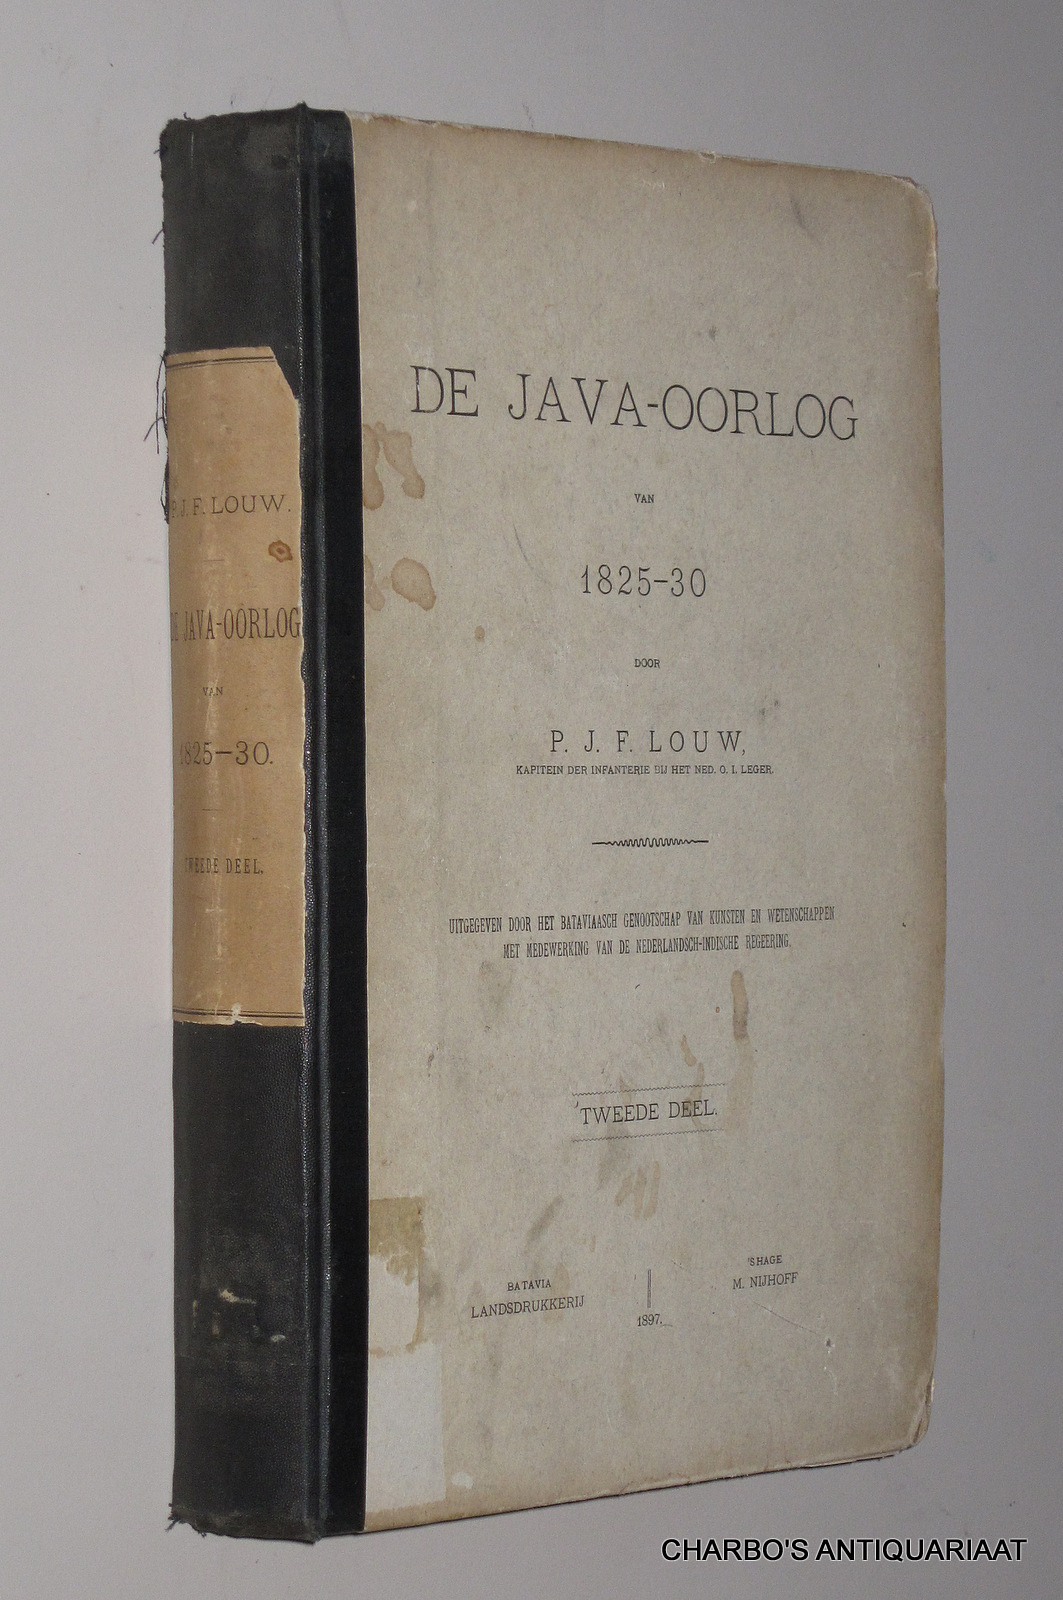 P. J. F. LOUW.
DE JAVA-OORLOG
VAN
1825-30.
TWEEDE DEEL.
DE JAVA-OORLOG
VAN
1825-30
DOOR
P. J. F. LOUW,
KAPITEIN DER INFANTERIE BIJ HET NED. O. I. LEGER.
UITGEGEVEN DOOR HET BATAVIAASCH GENOOTSCHAP VAN KUNSTEN EN WETENSCHAPPEN
MET MEDEWERKING VAN DE NEDERLANDSCH-INDISCHE REGEERING.
TWEEDE DEEL.
BATAVIA
LANDSDRUKKERIJ
'SHAGE
M. NIJHOFF
1897.
CHARBO'S ANTIQUARIAAT